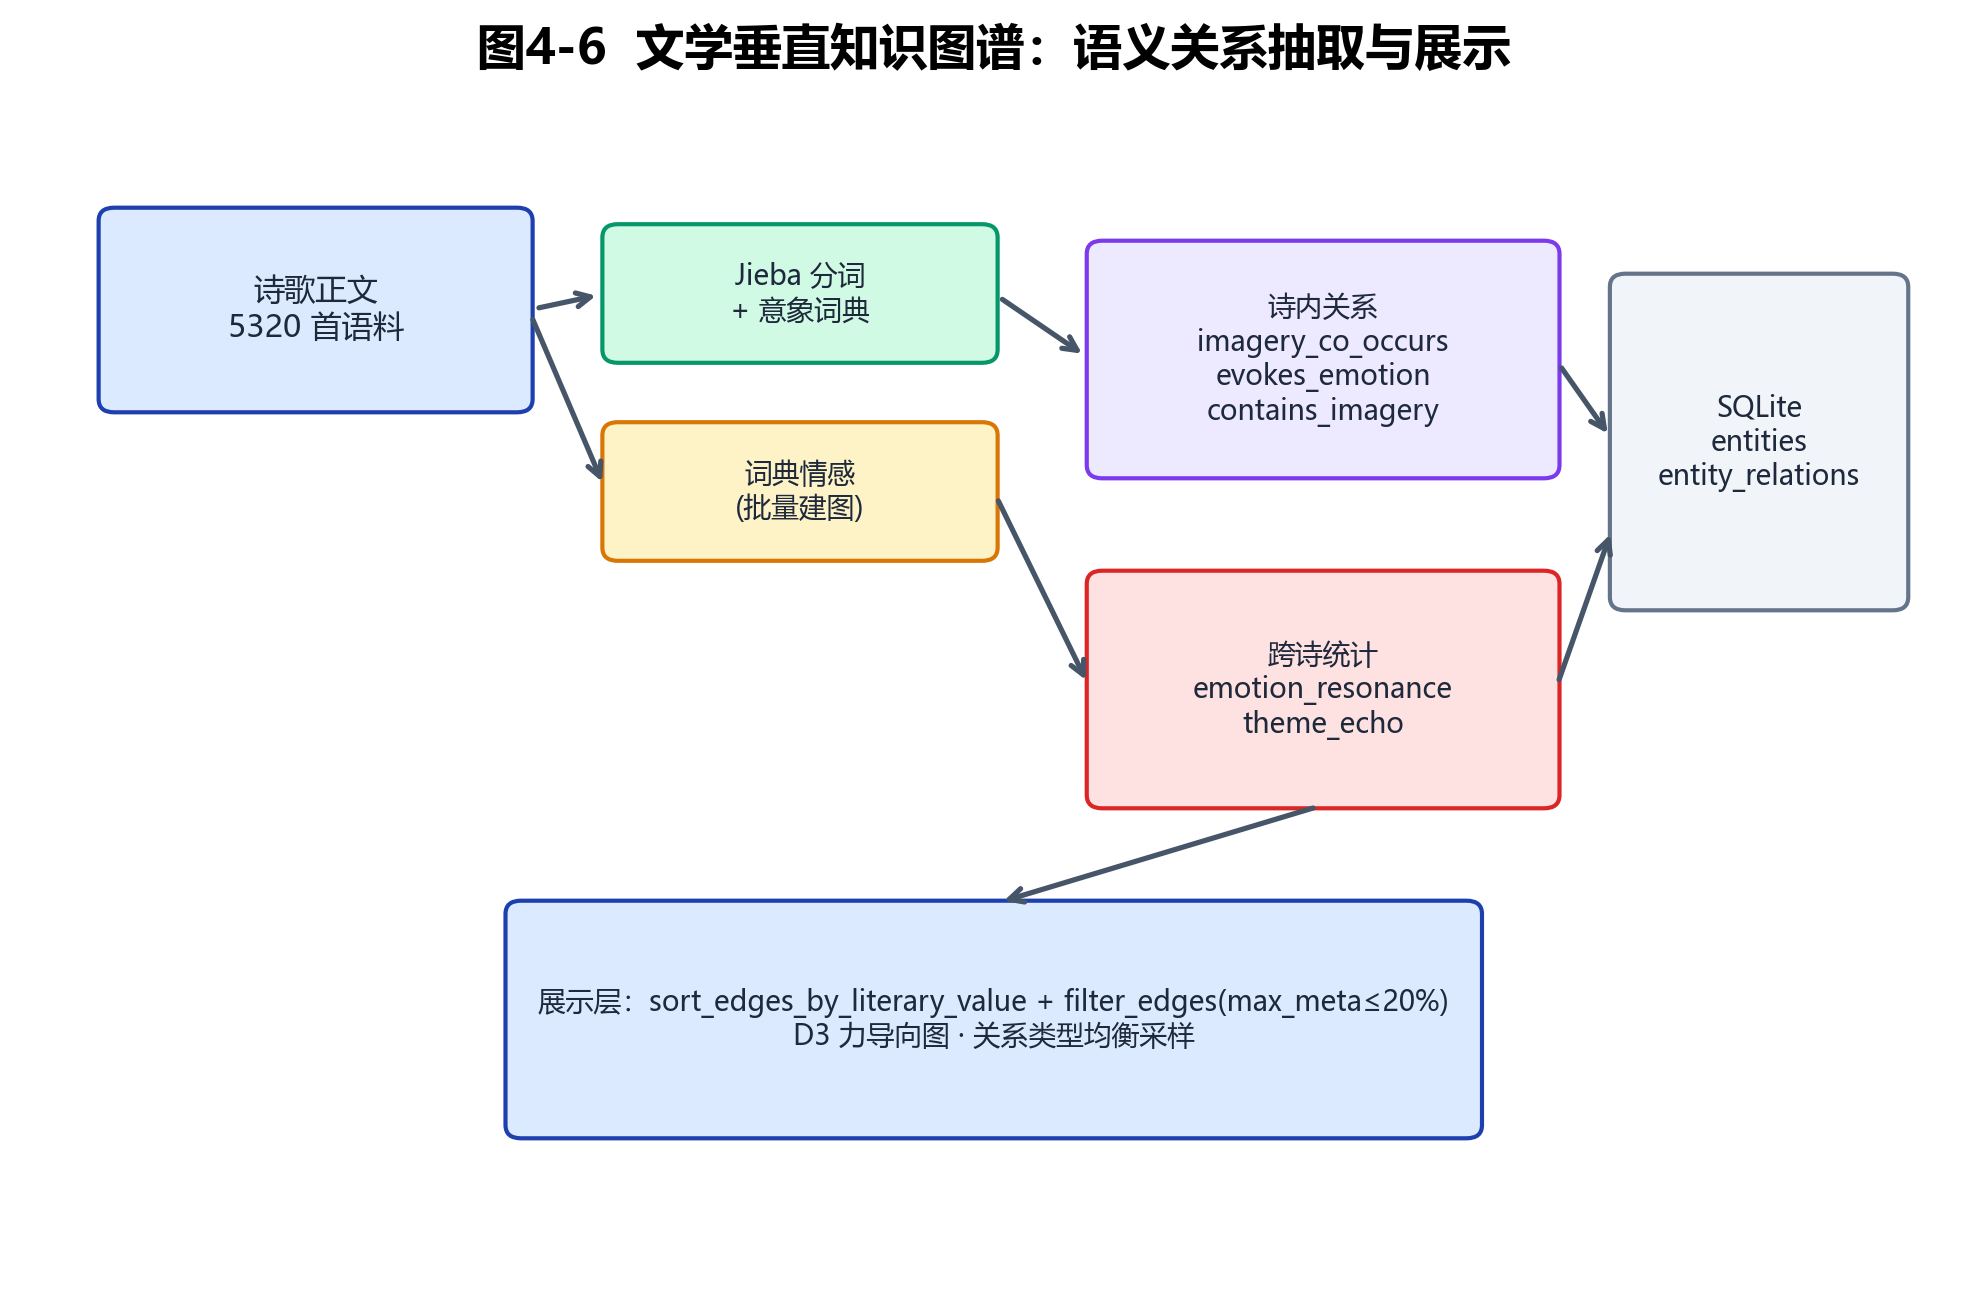 图4-6 文学垂直知识图谱：语义关系抽取与展示
诗歌正文
5320 首语料
Jieba 分词
+ 意象词典
词典情感
(批量建图)
诗内关系
imagery_co_occurs
evokes_emotion
contains_imagery
跨诗统计
emotion_resonance
theme_echo
SQLite
entities
entity_relations
展示层：sort_edges_by_literary_value + filter_edges(max_meta≤20%)
D3 力导向图 · 关系类型均衡采样